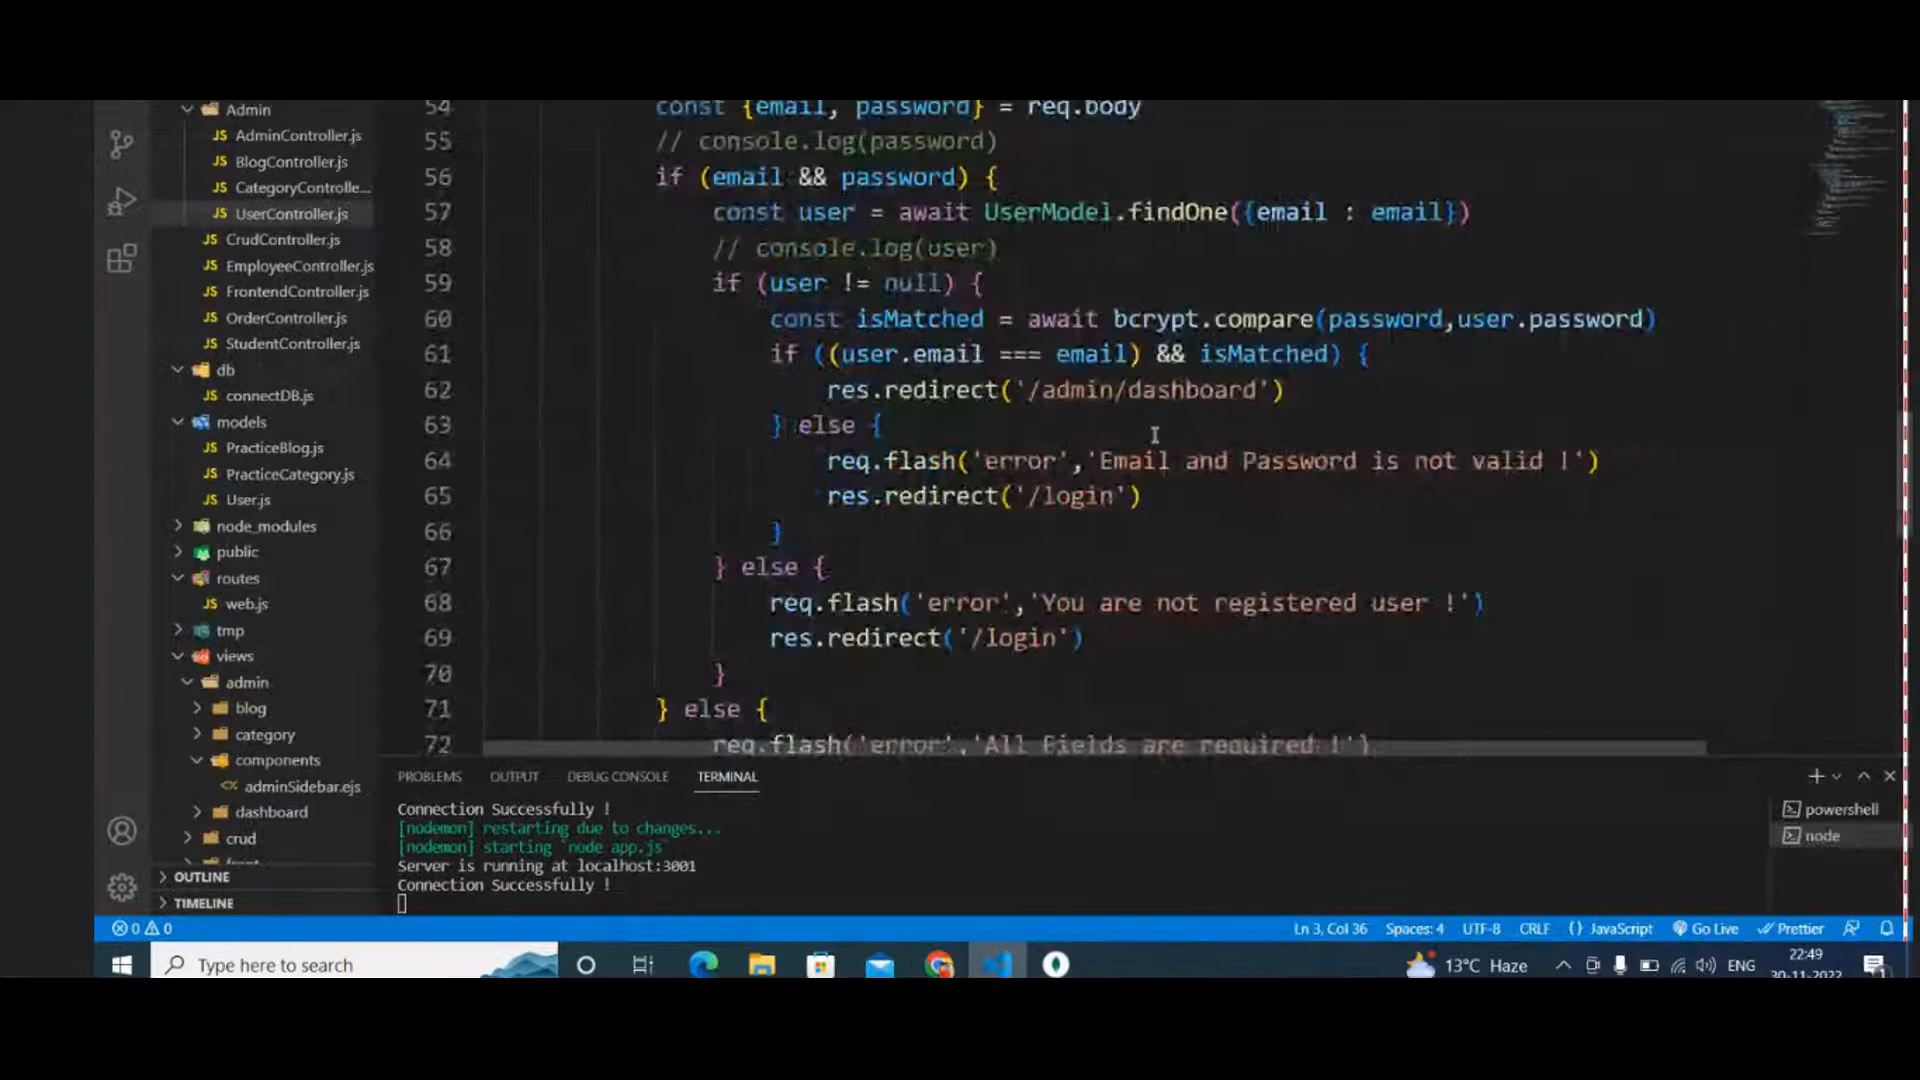 Admin
AdminController.js
BlogController.js
CategoryControlle...
UserController.js
CrudController.js
EmployeeController.js
FrontendController.js
OrderController.js
StudentController.js
db
connectDB.js
models
PracticeBlog.js
PracticeCategory.js
User.js
node_modules
public
routes
web.js
tmp
views
admin
blog
category
components
adminSidebar.ejs
dashboard
crud
OUTLINE
TIMELINE
54 const {email, password} = req.body
55 // console.log(password)
56 if (email && password) {
57 const user = await UserModel.findOne({email : email})
58 // console.log(user)
59 if (user != null) {
60 const isMatched = await bcrypt.compare(password,user.password)
61 if ((user.email === email) && isMatched) {
62 res.redirect('/admin/dashboard')
63 } else {
64 req.flash('error','Email and Password is not valid !')
65 res.redirect('/login')
66 }
67 } else {
68 req.flash('error','You are not registered user !')
69 res.redirect('/login')
70 }
71 } else {
72 req.flash('error','All Fields are required !')
PROBLEMS OUTPUT DEBUG CONSOLE TERMINAL
Connection Successfully !
[nodemon] restarting due to changes...
[nodemon] starting `node app.js`
Server is running at localhost:3001
Connection Successfully !
powershell
node
0 0 Ln 3, Col 36 Spaces: 4 UTF-8 CRLF {} JavaScript Go Live Prettier
Type here to search 13°C Haze ENG 22:49
30-11-2022